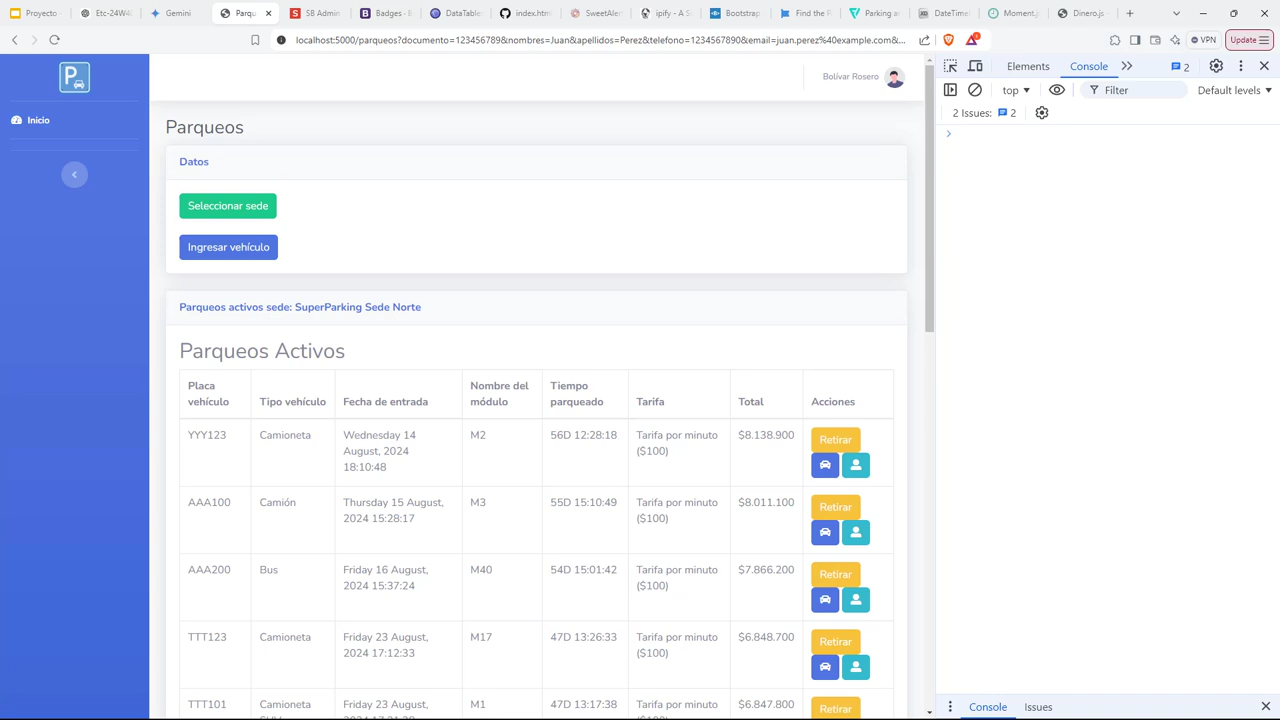 Proyecto -
Etc-24W4
Gemini
Parqu
SB Admin
Badges - B
DataTable
index.htm
SweetAler
ipify - A S
Bootstrap
Find the R
Parking ar
DateTime
Moment.j
Dinero.js -
localhost:5000/parqueos?documento=123456789&nombres=Juan&apellidos=Perez&telefono=1234567890&email=juan.perez%40example.com&...
VPN
Update
P
Inicio
Bolívar Rosero
Parqueos
Datos
Seleccionar sede
Ingresar vehículo
Parqueos activos sede: SuperParking Sede Norte
Parqueos Activos
Placa vehículo Tipo vehículo Fecha de entrada Nombre del módulo Tiempo parqueado Tarifa Total Acciones
YYY123 Camioneta Wednesday 14 August, 2024 18:10:48 M2 56D 12:28:18 Tarifa por minuto ($100) $8.138.900 Retirar
AAA100 Camión Thursday 15 August, 2024 15:28:17 M3 55D 15:10:49 Tarifa por minuto ($100) $8.011.100 Retirar
AAA200 Bus Friday 16 August, 2024 15:37:24 M40 54D 15:01:42 Tarifa por minuto ($100) $7.866.200 Retirar
TTT123 Camioneta Friday 23 August, 2024 17:12:33 M17 47D 13:26:33 Tarifa por minuto ($100) $6.848.700 Retirar
TTT101 Camioneta Friday 23 August, M1 47D 13:17:38 Tarifa por minuto $6.847.800 Retirar
Elements
Console
2
top
Filter
Default levels
2 Issues: 2
Console
Issues